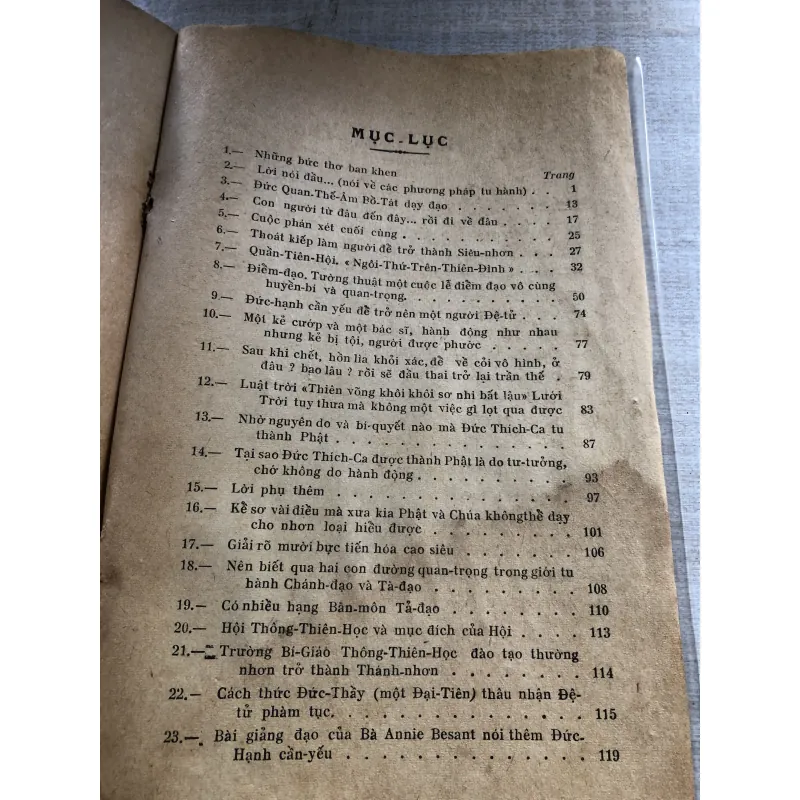 MỤC-LỤC
Trang
1.— Những bức thơ ban khen
2.— Lời nói đầu... (nói về các phương pháp tu hành) . . 1
3.— Đức Quan-Thế-Âm Bồ-Tát dạy đạo . . . . . 13
4.— Con người từ đâu đến đây... rồi đi về đâu . . . . 17
5.— Cuộc phán xét cuối cùng . . . . . . . . . . 25
6.— Thoát kiếp làm người để trở thành Siêu-nhơn . . . 27
7.— Quần-Tiên-Hội. « Ngôi-Thứ-Trên-Thiên-Đình » . . . 32
8.— Điểm-đạo. Tường thuật một cuộc lễ điểm đạo vô cùng
huyền-bí và quan-trọng. . . . . . . . . . 50
9.— Đức-hạnh cần yếu để trở nên một người Đệ-tử . . . 74
10.— Một kẻ cướp và một bác sĩ, hành động như nhau
nhưng kẻ bị tội, người được phước . . . . . 77
11.— Sau khi chết, hồn lìa khỏi xác, để về cỏi vô hình, ở
đâu ? bao lâu ? rồi sẽ đầu thai trở lại trần thế . 79
12.— Luật trời «Thiên võng khôi khôi sơ nhi bất lậu» Lưới
Trời tuy thưa mà không một việc gì lọt qua được 83
13.— Nhờ nguyên do và bí-quyết nào mà Đức Thích-Ca tu
thành Phật . . . . . . . . . . . . . . 87
14.— Tại sao Đức Thích-Ca được thành Phật là do tư-tưởng,
chớ không do hành động . . . . . . . . . 93
15.— Lời phụ thêm . . . . . . . . . . . . . 97
16.— Kể sơ vài điều mà xưa kia Phật và Chúa khôngthể dạy
cho nhơn loại hiểu được . . . . . . . . . 101
17.— Giải rõ mười bực tiến hóa cao siêu . . . . . . 106
18.— Nên biết qua hai con đường quan-trọng trong giới tu
hành Chánh-đạo và Tà-đạo . . . . . . . . 108
19.— Có nhiều hạng Bàn-môn Tả-đạo . . . . . . . 110
20.— Hội Thông-Thiên-Học và mục đích của Hội . . . . 113
21.— Trường Bí-Giáo Thông-Thiên-Học đào tạo thường
nhơn trở thành Thánh-nhơn . . . . . . . . 114
22.— Cách thức Đức-Thầy (một Đại-Tiên) thâu nhận Đệ-
tử phàm tục. . . . . . . . . . . . . . . 115
23.— Bài giảng đạo của Bà Annie Besant nói thêm Đức-
Hạnh cần-yếu . . . . . . . . . . . . . 119